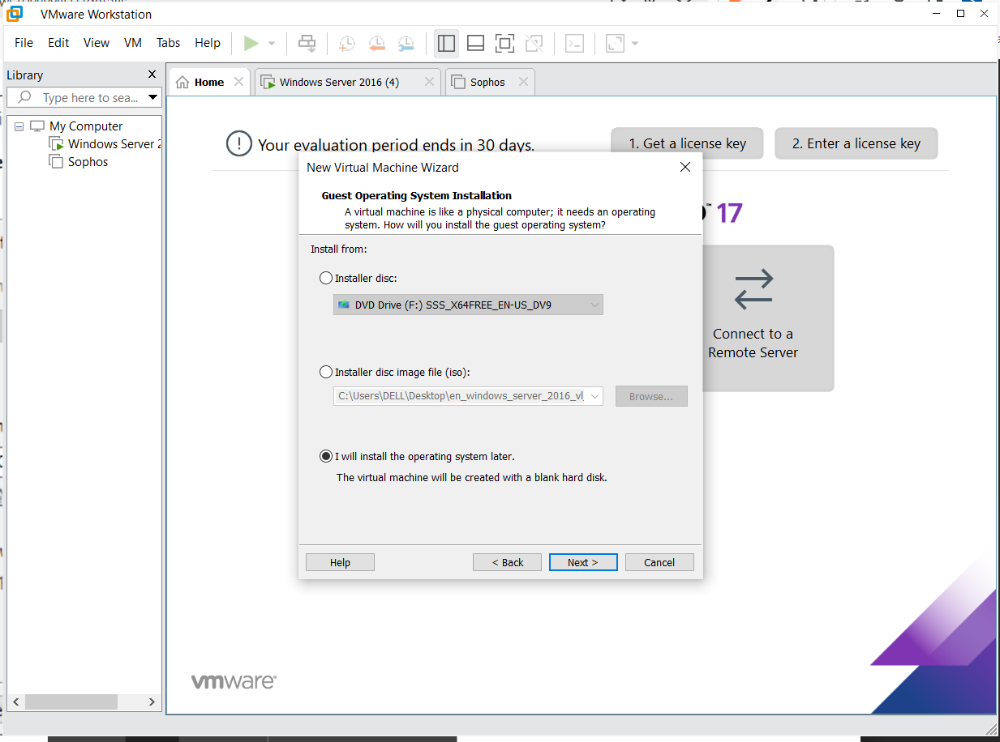 VMware Workstation
File Edit View VM Tabs Help
Library
Home
Windows Server 2016 (4)
Sophos
Type here to sea...
My Computer
Windows Server 2
Sophos
Your evaluation period ends in 30 days.
1. Get a license key
2. Enter a license key
New Virtual Machine Wizard
™ 17
Guest Operating System Installation
A virtual machine is like a physical computer; it needs an operating
system. How will you install the guest operating system?
Install from:
Installer disc:
DVD Drive (F:) SSS_X64FREE_EN-US_DV9
Installer disc image file (iso):
C:\Users\DELL\Desktop\en_windows_server_2016_vl_
Browse...
I will install the operating system later.
The virtual machine will be created with a blank hard disk.
Help
< Back
Next >
Cancel
Connect to a
Remote Server
vmware®